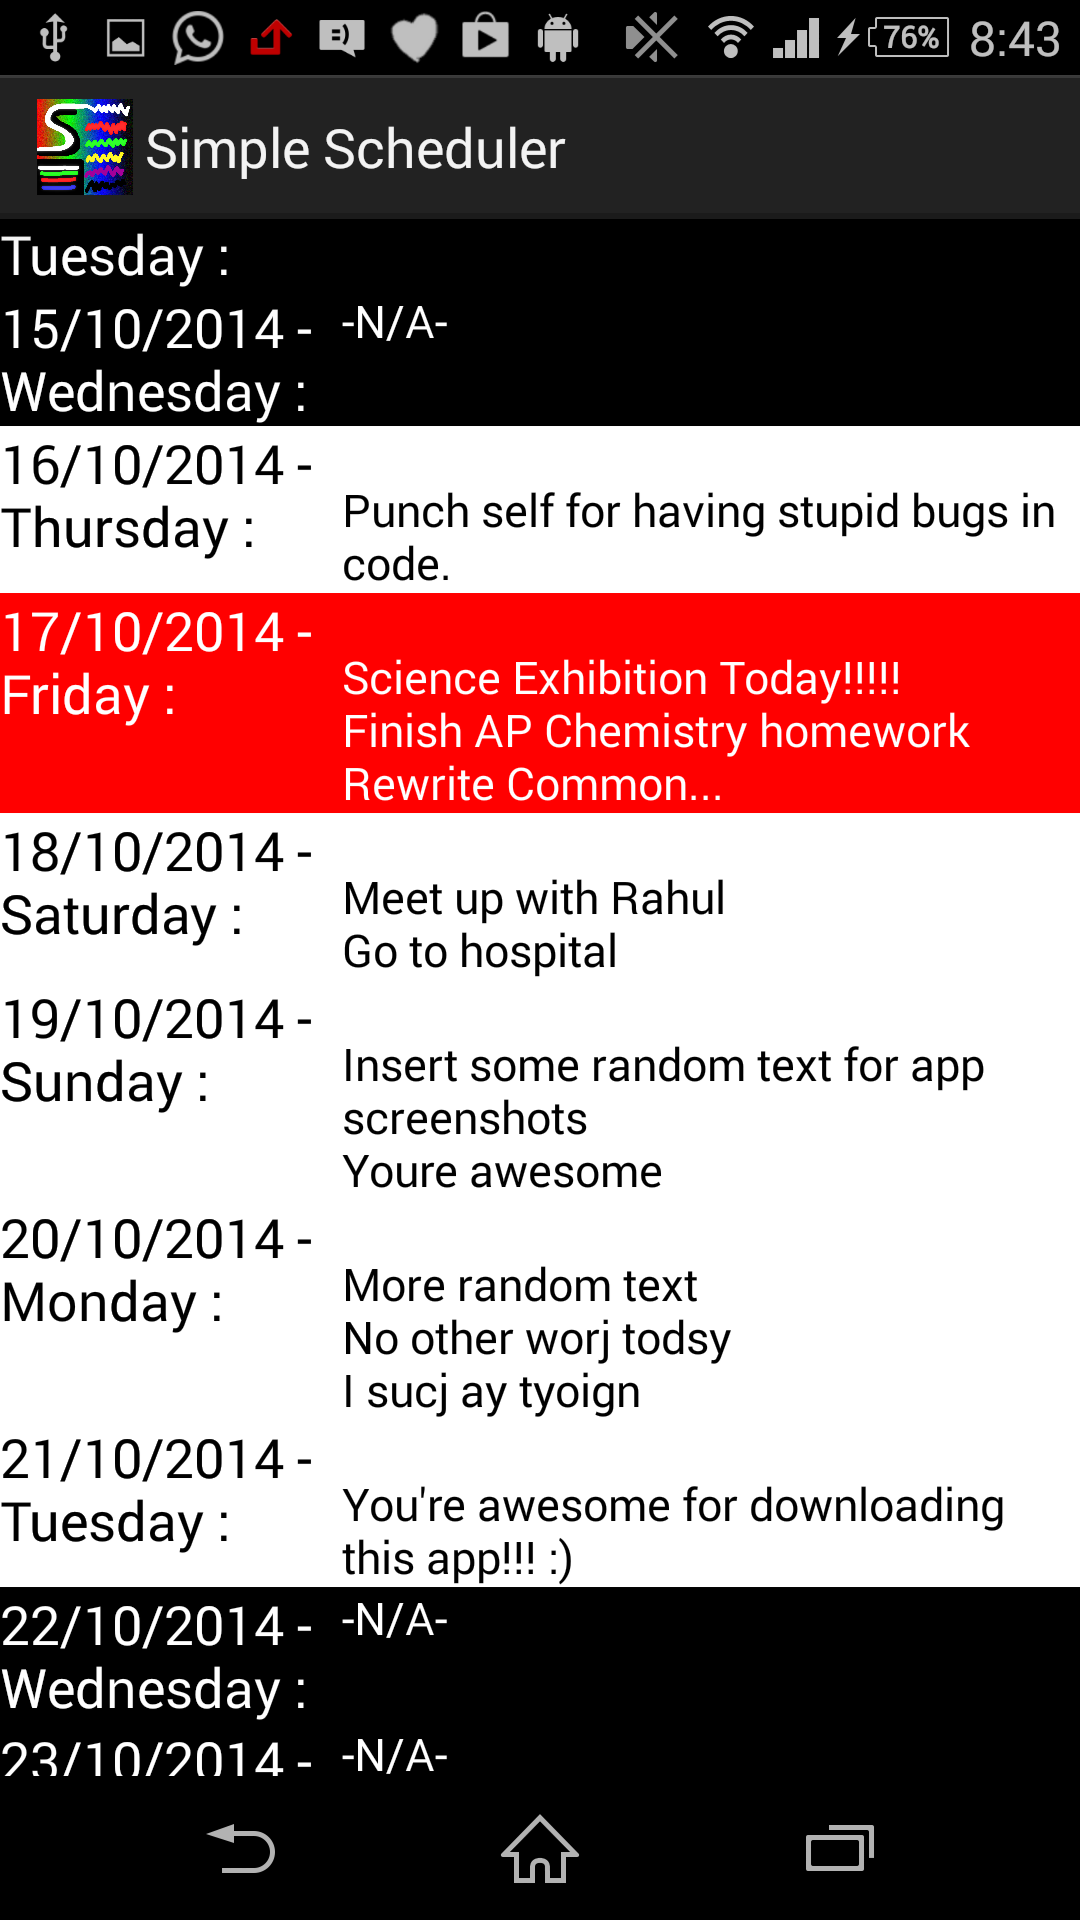 76% 8:43
Simple Scheduler
Tuesday :
15/10/2014 - -N/A-
Wednesday :
16/10/2014 -
Thursday :
Punch self for having stupid bugs in
code.
17/10/2014 -
Friday :
Science Exhibition Today!!!!!
Finish AP Chemistry homework
Rewrite Common...
18/10/2014 -
Saturday :
Meet up with Rahul
Go to hospital
19/10/2014 -
Sunday :
Insert some random text for app
screenshots
Youre awesome
20/10/2014 -
Monday :
More random text
No other worj todsy
I sucj ay tyoign
21/10/2014 -
Tuesday :
You're awesome for downloading
this app!!! :)
22/10/2014 - -N/A-
Wednesday :
23/10/2014 - -N/A-